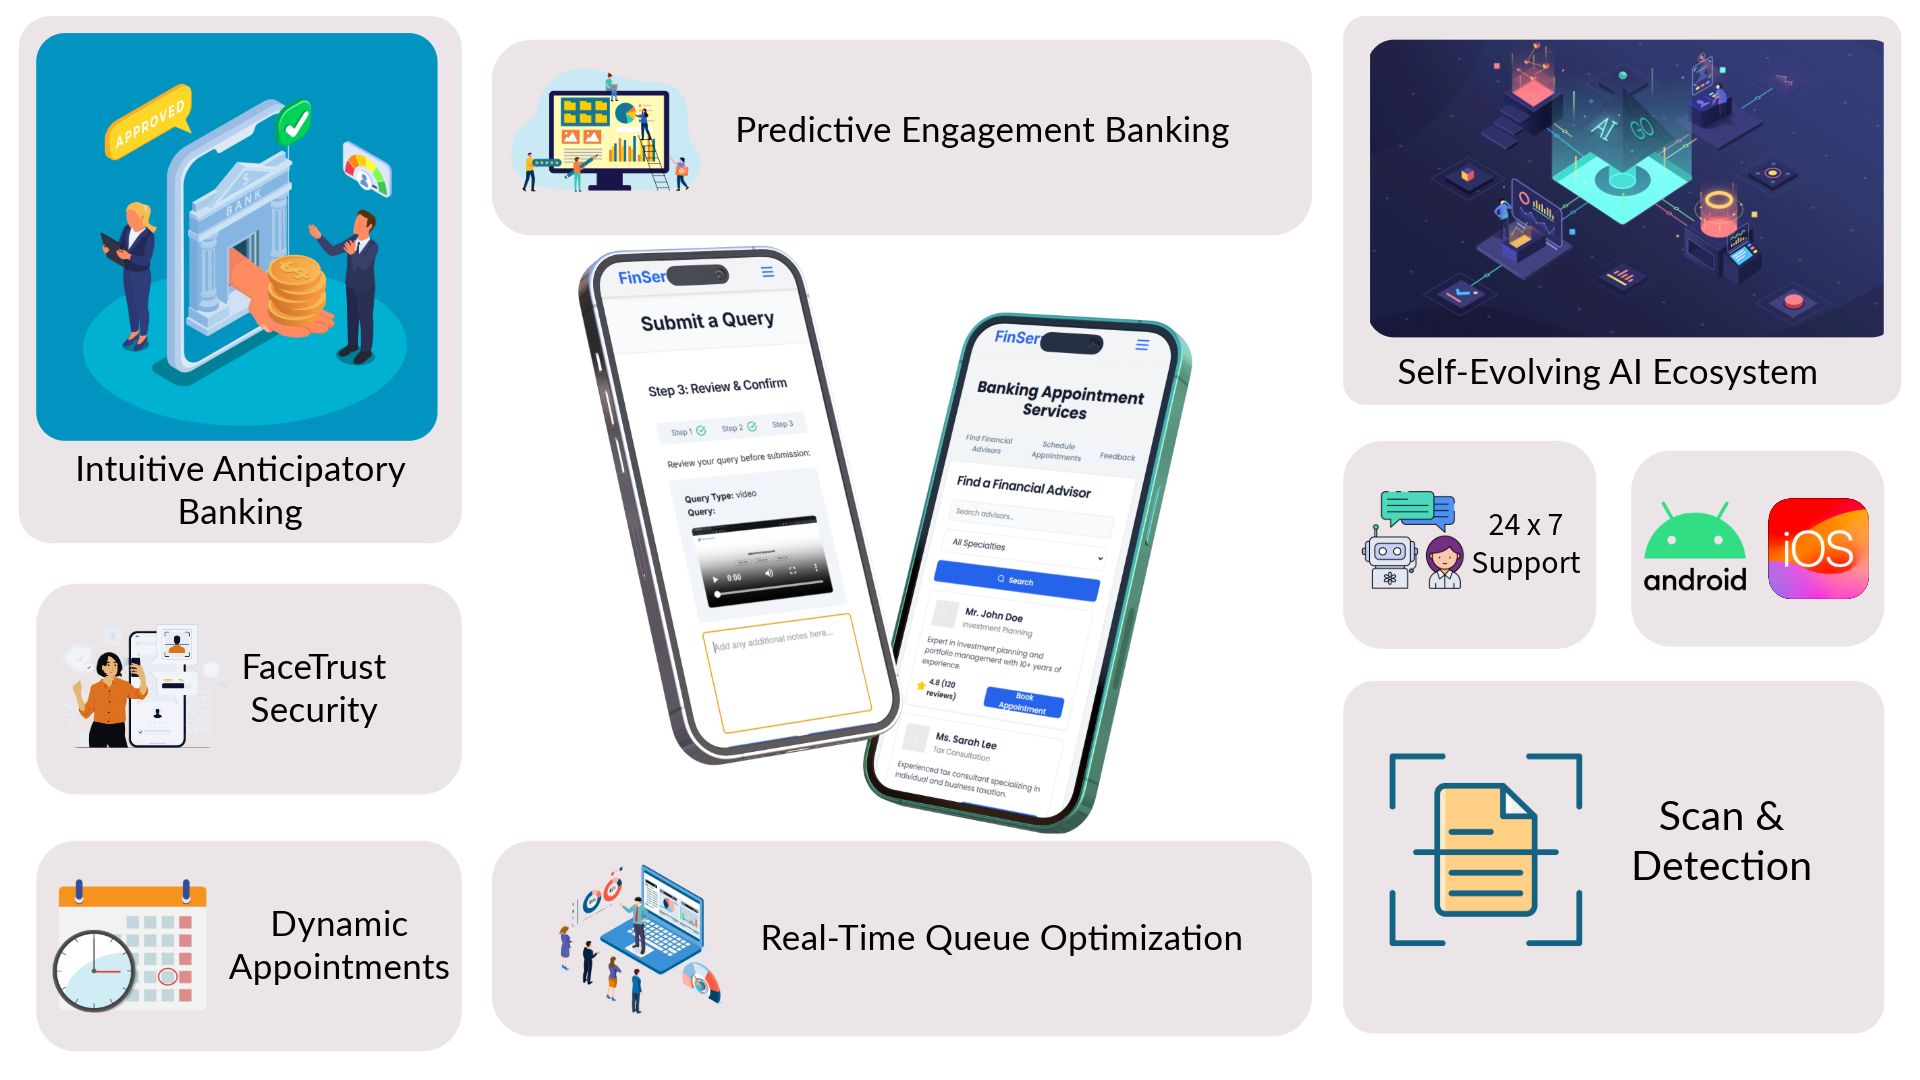 APPROVED
BANK
Intuitive Anticipatory
Banking
Predictive Engagement Banking
AI GO
Self-Evolving AI Ecosystem
FinSer
Submit a Query
Step 3: Review & Confirm
Step 1 Step 2 Step 3
Review your query before submission:
Query Type: video
Query:
0:00
Add any additional notes here...
FinSer
Banking Appointment
Services
Find Financial
Advisors
Schedule
Appointments
Feedback
Find a Financial Advisor
Search advisors...
All Specialties
Search
Mr. John Doe
Investment Planning
Expert in investment planning and
portfolio management with 10+ years of
experience.
4.8 (120
reviews)
Book
Appointment
Ms. Sarah Lee
Tax Consultation
Experienced tax consultant specializing in
individual and business taxation.
24 x 7
Support
android
iOS
FaceTrust
Security
Scan &
Detection
Dynamic
Appointments
Real-Time Queue Optimization